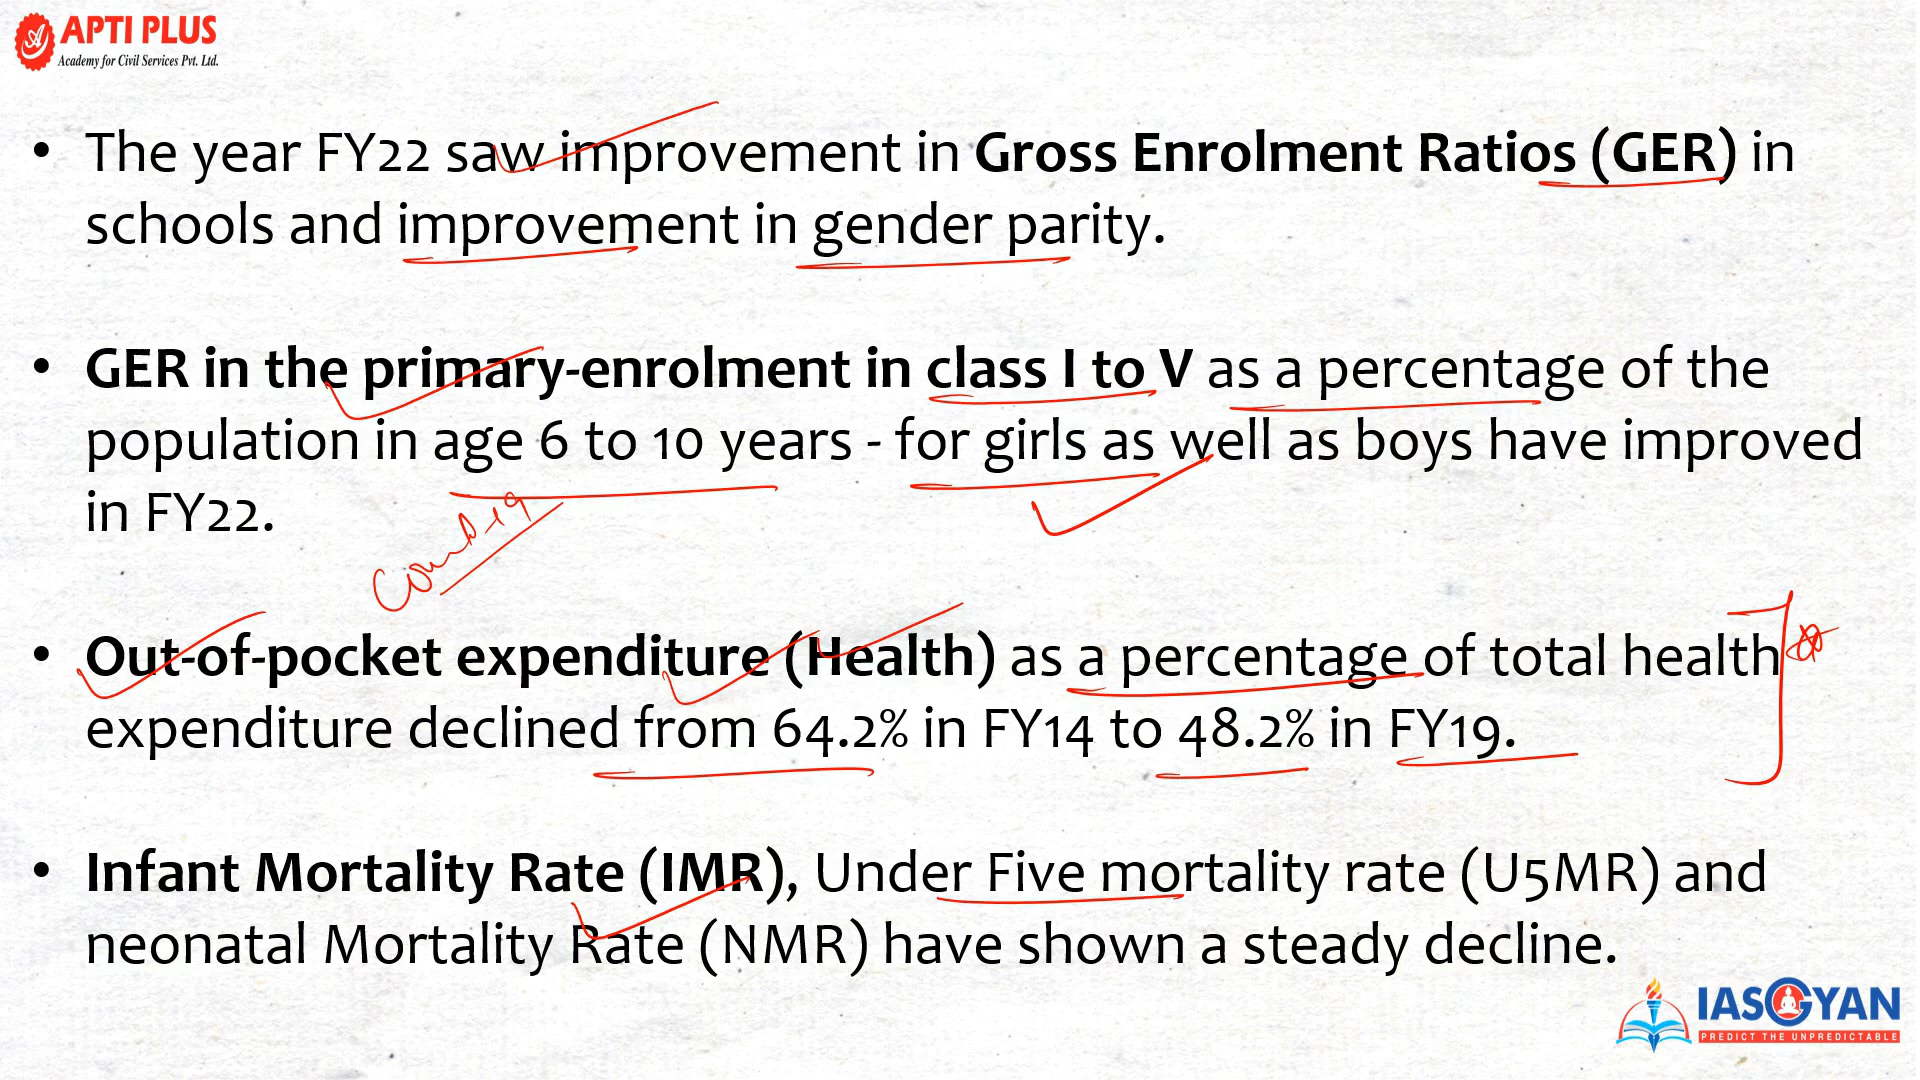 APTI PLUS
Academy for Civil Services Pvt. Ltd.
• The year FY22 saw improvement in Gross Enrolment Ratios (GER) in
schools and improvement in gender parity.
• GER in the primary-enrolment in class I to V as a percentage of the
population in age 6 to 10 years - for girls as well as boys have improved
in FY22.
• Out-of-pocket expenditure (Health) as a percentage of total health
expenditure declined from 64.2% in FY14 to 48.2% in FY19.
• Infant Mortality Rate (IMR), Under Five mortality rate (U5MR) and
neonatal Mortality Rate (NMR) have shown a steady decline.
IASGYAN
PREDICT THE UNPREDICTABLE